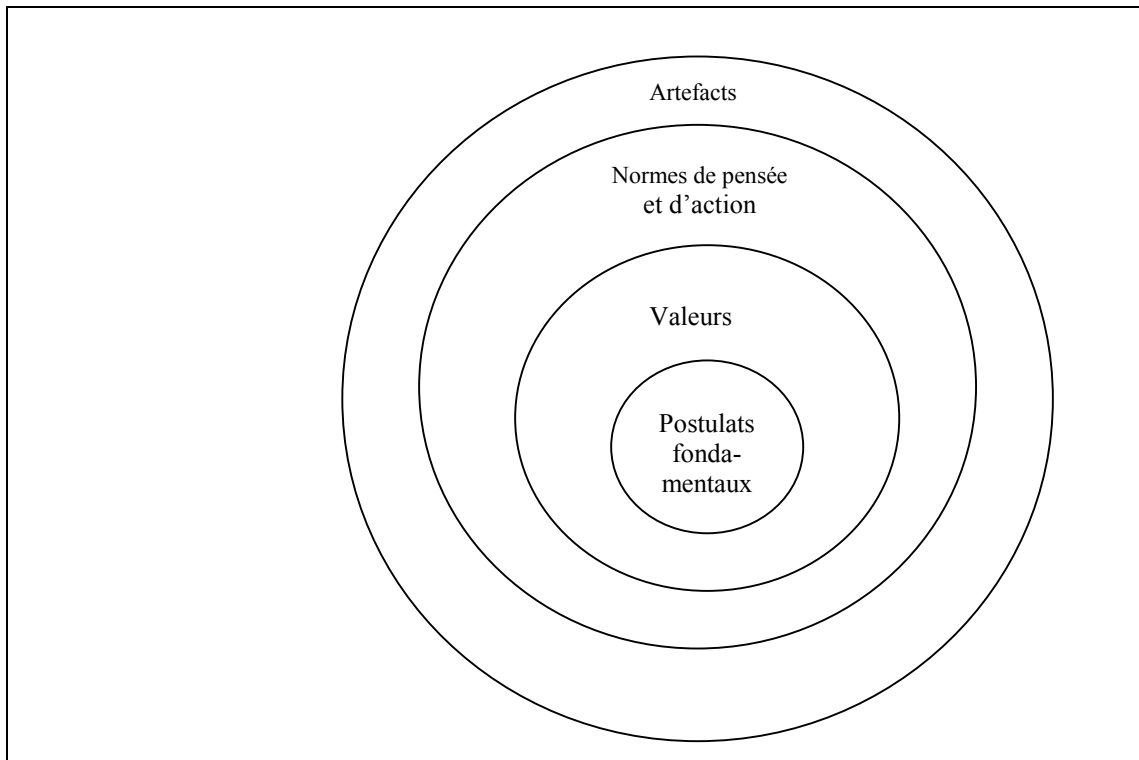 Artefacts
Normes de pensée
et d’action
Valeurs
Postulats
fonda-
mentaux